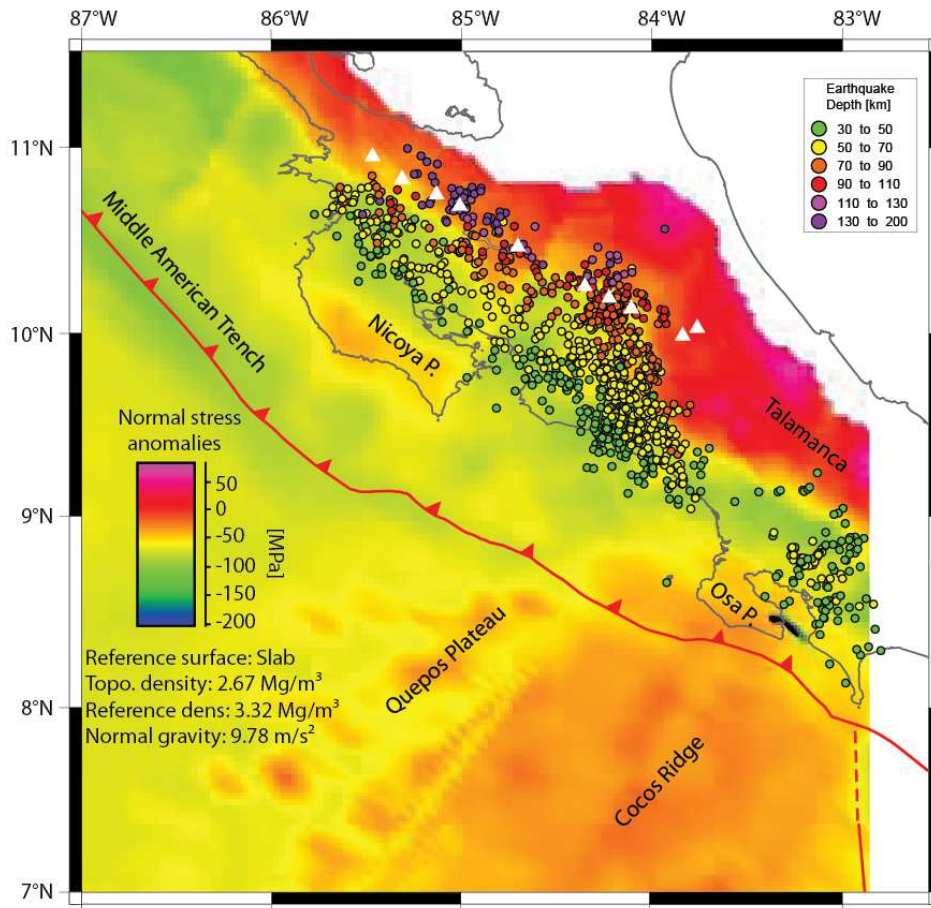 87°W
86°W
85°W
84°W
83°W
11°N
10°N
9°N
8°N
7°N
Earthquake
Depth [km]
30 to 50
50 to 70
70 to 90
90 to 110
110 to 130
130 to 200
Middle American Trench
Nicoya P.
Talamanca
Osa P.
Quepos Plateau
Cocos Ridge
Normal stress
anomalies
50
0
-50
-100
-150
-200
[MPa]
Reference surface: Slab
Topo. density: 2.67 Mg/m³
Reference dens: 3.32 Mg/m³
Normal gravity: 9.78 m/s²